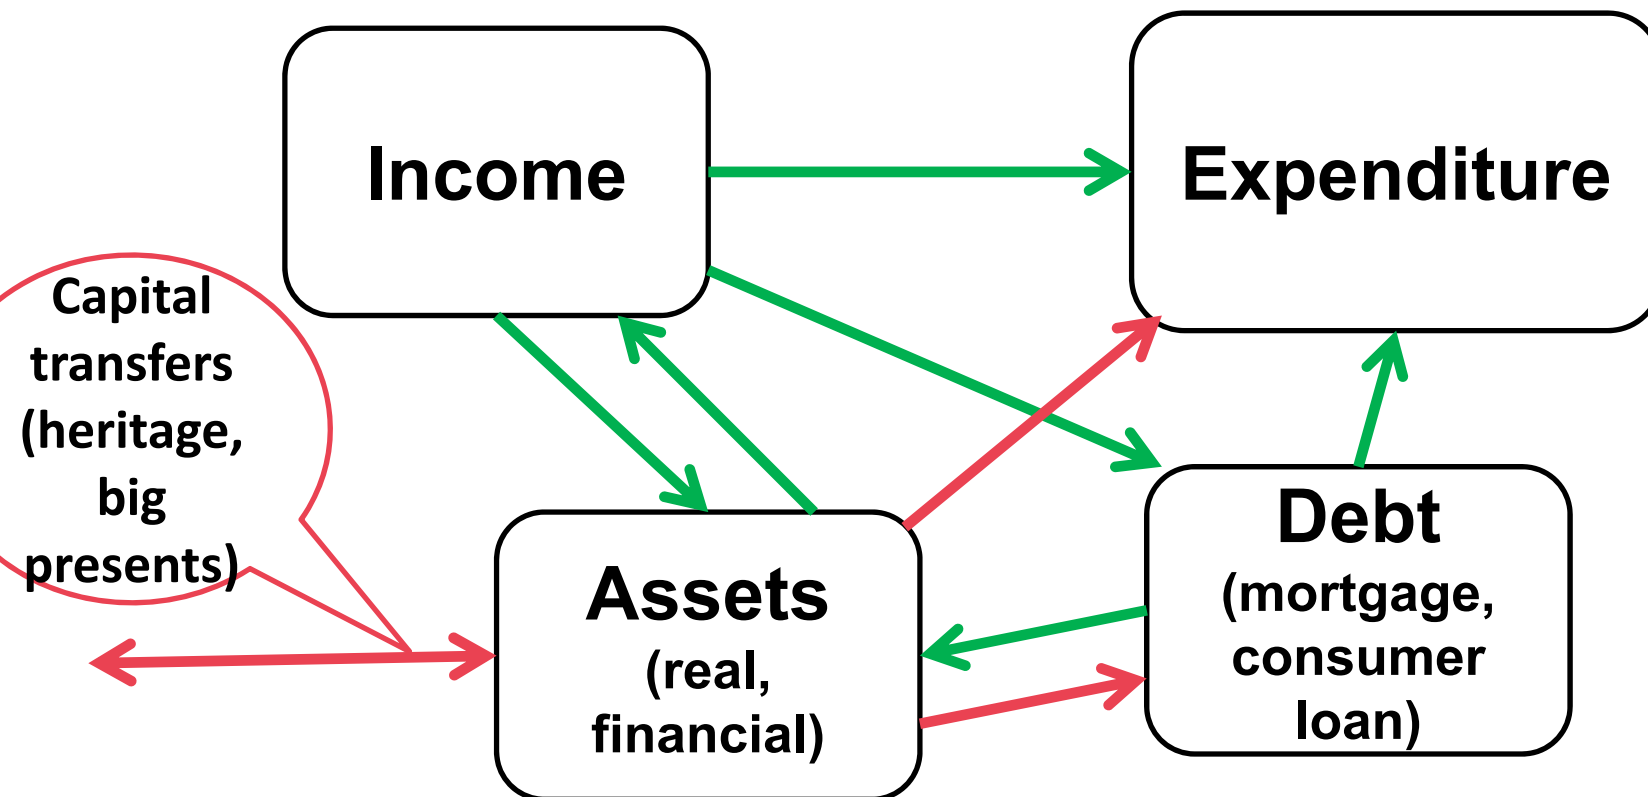 Income
Expenditure
Capital
transfers
(heritage,
big
presents)
Assets
(real,
financial)
Debt
(mortgage,
consumer
loan)